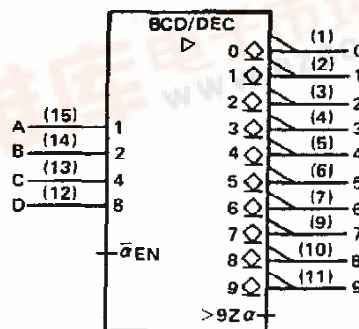 BCD/DEC
▷
0 ◇ (1) 0
1 ◇ (2) 1
2 ◇ (3) 2
3 ◇ (4) 3
4 ◇ (5) 4
5 ◇ (6) 5
6 ◇ (7) 6
7 ◇ (9) 7
8 ◇ (10) 8
9 ◇ (11) 9
A (15) 1
B (14) 2
C (13) 4
D (12) 8
ᾱEN
>9Zα